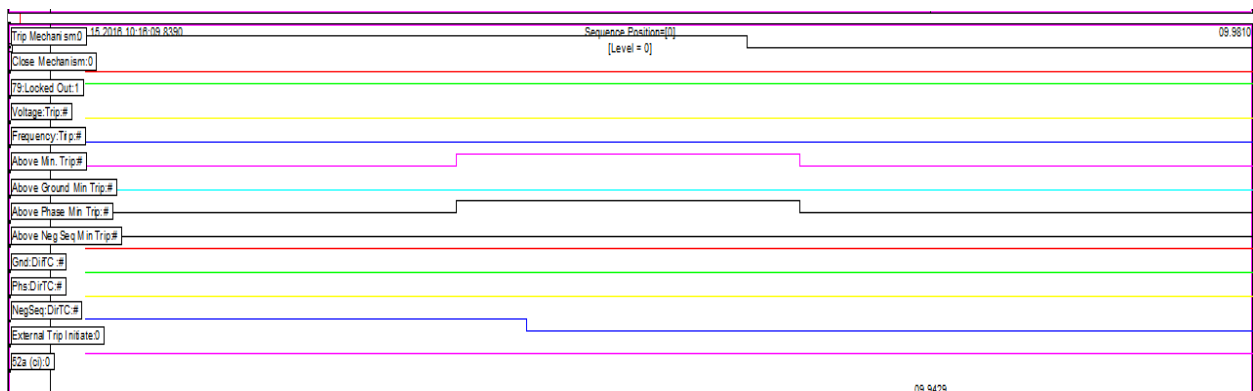 Trip Mechanism:0 15 2016 10:16:09.8390 Sequence Position=[0] 09.9810
[Level = 0]
Close Mechanism:0
79:Locked Out:1
Voltage:Trip:#
Frequency:Trip:#
Above Min. Trip:#
Above Ground Min Trip:#
Above Phase Min Trip:#
Above Neg Seq Min Trip:#
Gnd:DirTC :#
Phs:DirTC:#
NegSeq:DirTC:#
External Trip Initiate:0
52a (oi):0
09.9429